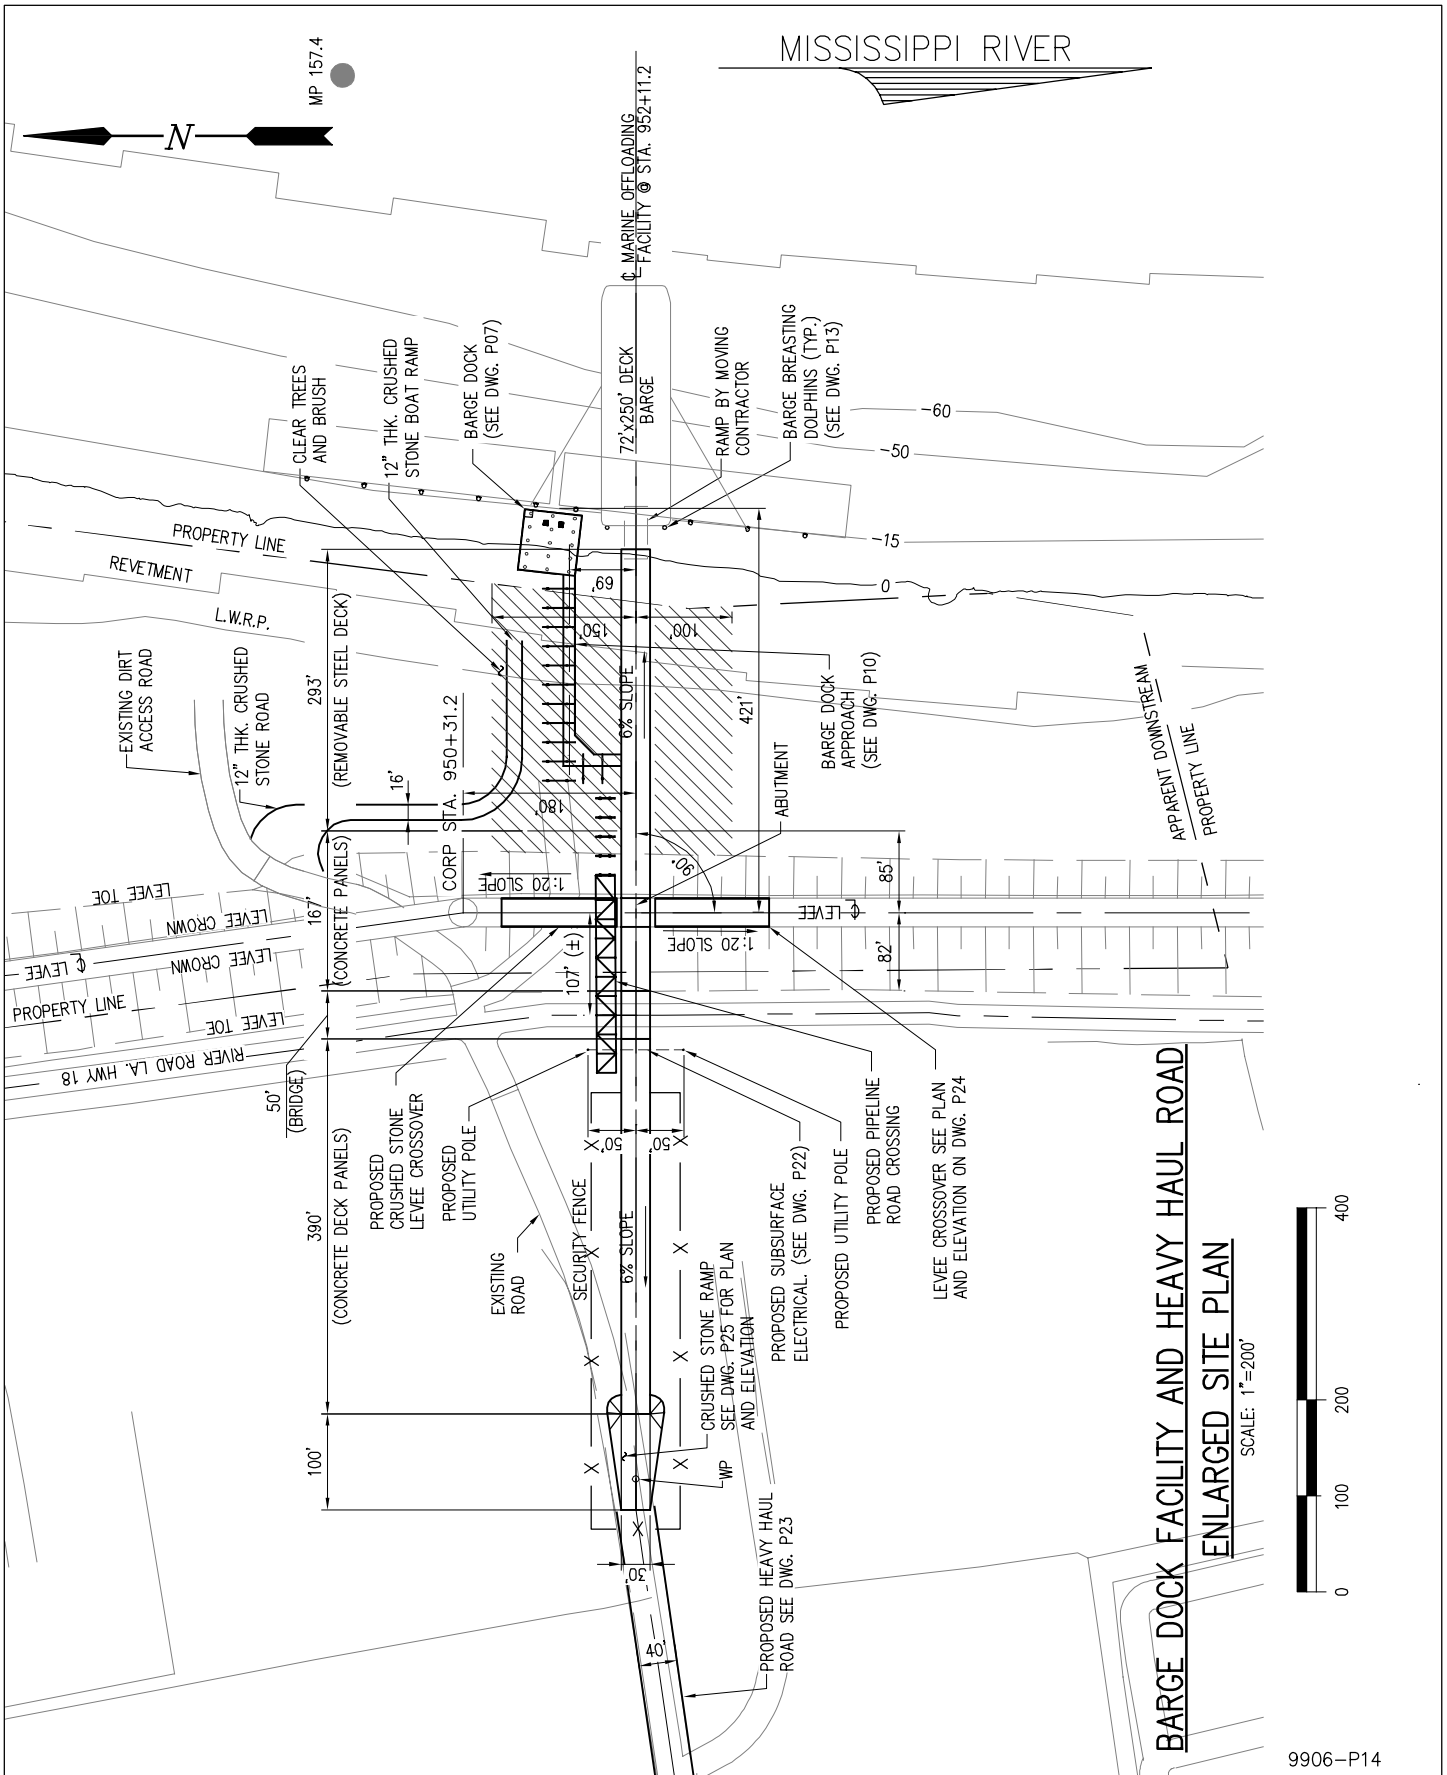 MISSISSIPPI RIVER
MP 157.4
N
℄ MARINE OFFLOADING
FACILITY @ STA. 952+11.2
CLEAR TREES
AND BRUSH
12" THK. CRUSHED
STONE BOAT RAMP
BARGE DOCK
(SEE DWG. P07)
72'x250' DECK
BARGE
RAMP BY MOVING
CONTRACTOR
BARGE BREASTING
DOLPHINS (TYP.)
(SEE DWG. P13)
-60
-50
-15
0
PROPERTY LINE
REVETMENT
L.W.R.P.
EXISTING DIRT
ACCESS ROAD
12" THK. CRUSHED
STONE ROAD
293'
(REMOVABLE STEEL DECK)
16'
CORP STA. 950+31.2
69'
150'
100'
180'
6% SLOPE
421'
BARGE DOCK
APPROACH
(SEE DWG. P10)
ABUTMENT
APPARENT DOWNSTREAM
PROPERTY LINE
167'
(CONCRETE PANELS)
1:20 SLOPE
90°
85'
82'
℄ LEVEE
1:20 SLOPE
107' (±)
LEVEE TOE
LEVEE CROWN
℄ LEVEE
LEVEE CROWN
PROPERTY LINE
LEVEE TOE
RIVER ROAD LA. HWY 18
50'
(BRIDGE)
390'
(CONCRETE DECK PANELS)
PROPOSED
CRUSHED STONE
LEVEE CROSSOVER
PROPOSED
UTILITY POLE
50'
50'
EXISTING
ROAD
SECURITY FENCE
6% SLOPE
PROPOSED SUBSURFACE
ELECTRICAL. (SEE DWG. P22)
PROPOSED UTILITY POLE
PROPOSED PIPELINE
ROAD CROSSING
LEVEE CROSSOVER SEE PLAN
AND ELEVATION ON DWG. P24
CRUSHED STONE RAMP
SEE DWG. P25 FOR PLAN
AND ELEVATION
WP
X
X
X
X
X
X
X
X
X
100'
30'
40'
PROPOSED HEAVY HAUL
ROAD SEE DWG. P23
BARGE DOCK FACILITY AND HEAVY HAUL ROAD
ENLARGED SITE PLAN
SCALE: 1"=200'
0
100
200
400
9906-P14